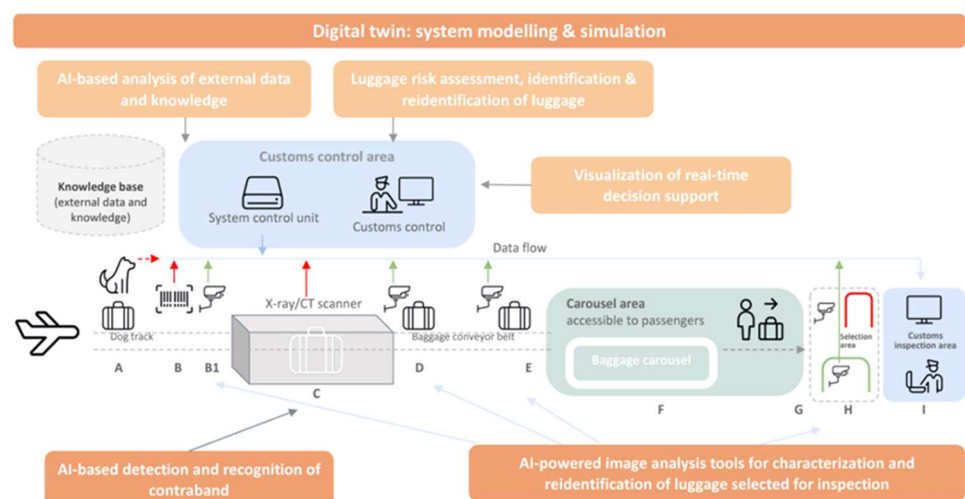 Digital twin: system modelling & simulation
AI-based analysis of external data
and knowledge
Luggage risk assessment, identification &
reidentification of luggage
Customs control area
Knowledge base
(external data and
knowledge)
System control unit
Customs control
Visualization of real-time
decision support
Data flow
X-ray/CT scanner
Carousel area
accessible to passengers
Dog track
Baggage conveyor belt
Baggage carousel
Selection
area
Customs
inspection area
A
B
B1
C
D
E
F
G
H
I
AI-based detection and recognition of
contraband
AI-powered image analysis tools for characterization and
reidentification of luggage selected for inspection